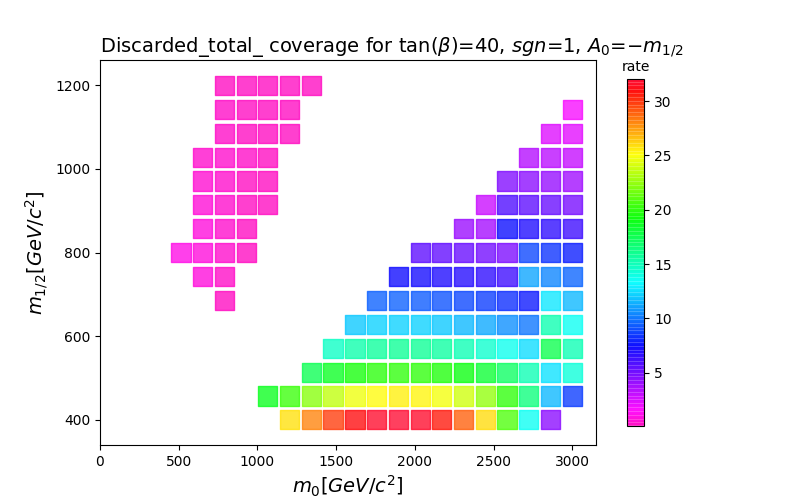 Discarded_total_ coverage for tan(β)=40, sgn=1, A₀=−m₁/₂
rate
1200
1000
800
600
400
m₁/₂[GeV/c²]
30
25
20
15
10
5
0 500 1000 1500 2000 2500 3000
m₀[GeV/c²]